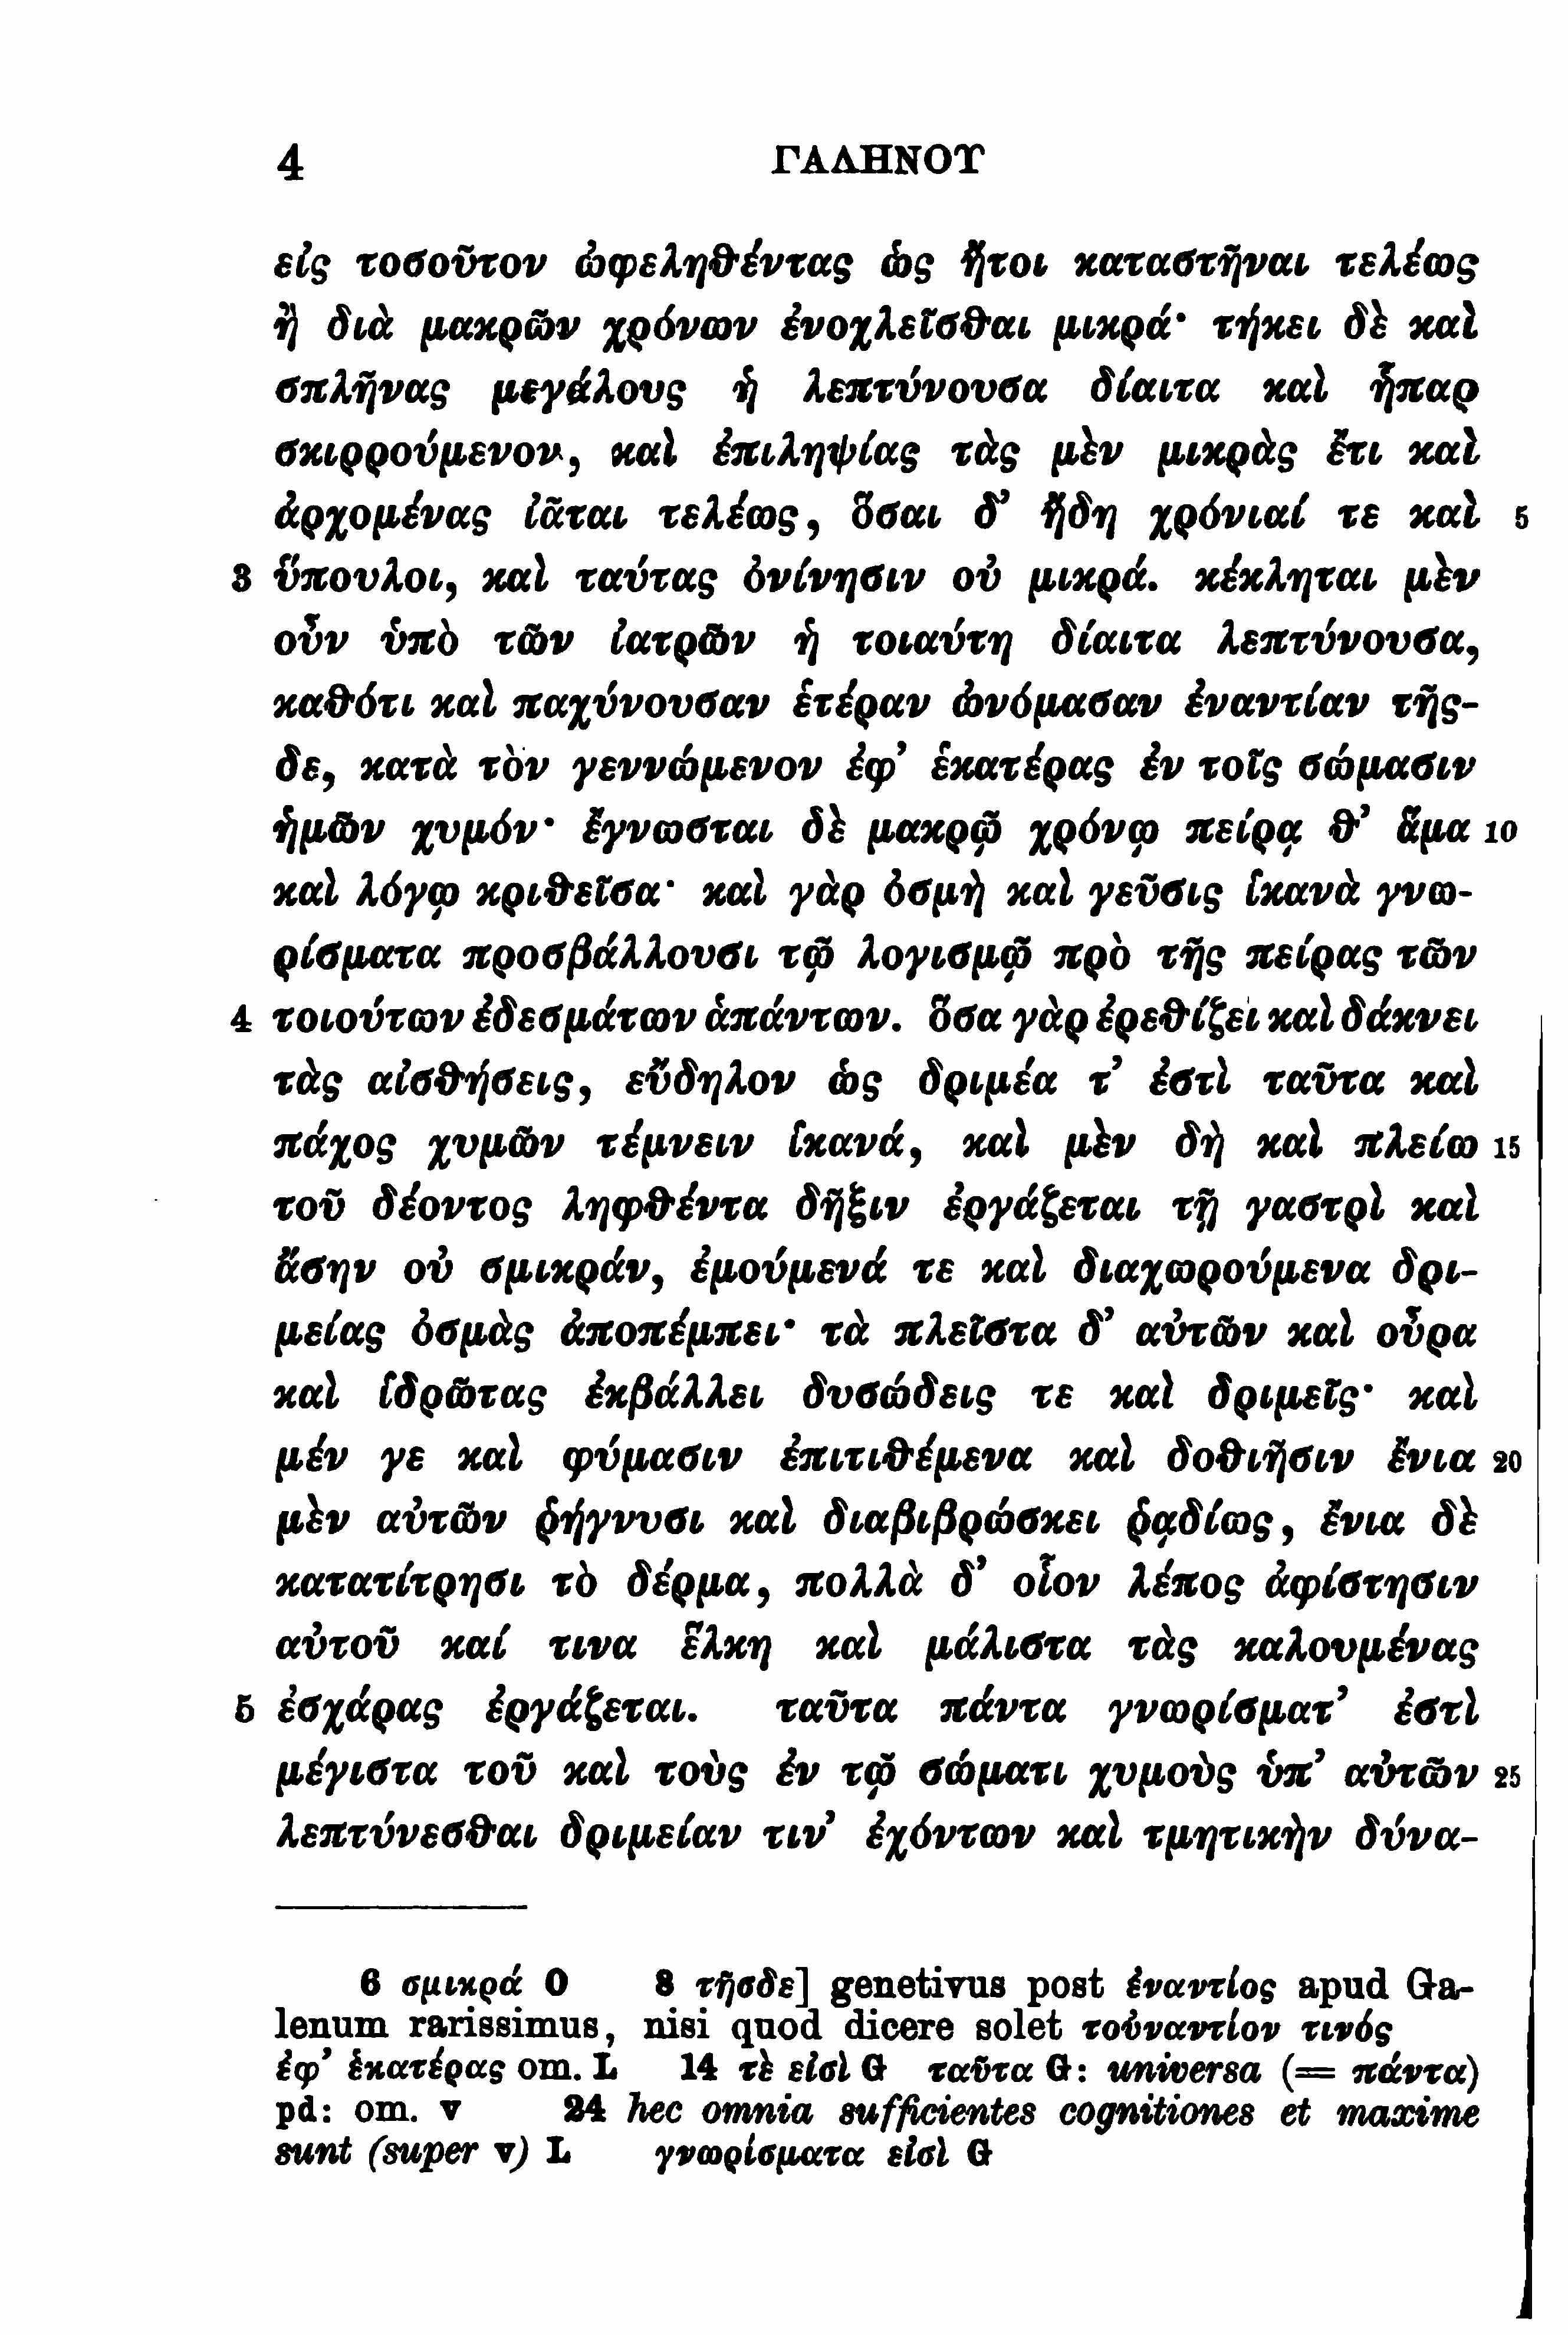 4 ΓΑΛΗΝΟΥ
εἰς τοσοῦτον ὠφεληθέντας ὡς ἤτοι καταστῆναι τελέως
ἢ διὰ μακρῶν χρόνων ἐνοχλεῖσθαι μικρά· τήκει δὲ καὶ
σπλῆνας μεγάλους ἡ λεπτύνουσα δίαιτα καὶ ἧπαρ
σκιρρούμενον, καὶ ἐπιληψίας τὰς μὲν μικρὰς ἔτι καὶ
ἀρχομένας ἰᾶται τελέως, ὅσαι δ’ ἤδη χρόνιαί τε καὶ 5
3 ὕπουλοι, καὶ ταύτας ὀνίνησιν οὐ μικρά. κέκληται μὲν
οὖν ὑπὸ τῶν ἰατρῶν ἡ τοιαύτη δίαιτα λεπτύνουσα,
καθότι καὶ παχύνουσαν ἑτέραν ὠνόμασαν ἐναντίαν τῆς-
δε, κατὰ τὸν γεννώμενον ἐφ’ ἑκατέρας ἐν τοῖς σώμασιν
ἡμῶν χυμόν· ἔγνωσται δὲ μακρῷ χρόνῳ πείρᾳ θ’ ἅμα 10
καὶ λόγῳ κριθεῖσα· καὶ γὰρ ὀσμὴ καὶ γεῦσις ἱκανὰ γνω-
ρίσματα προσβάλλουσι τῷ λογισμῷ πρὸ τῆς πείρας τῶν
4 τοιούτων ἐδεσμάτων ἁπάντων. ὅσα γὰρ ἐρεθίζει καὶ δάκνει
τὰς αἰσθήσεις, εὔδηλον ὡς δριμέα τ’ ἐστὶ ταῦτα καὶ
πάχος χυμῶν τέμνειν ἱκανά, καὶ μὲν δὴ καὶ πλείω 15
τοῦ δέοντος ληφθέντα δῆξιν ἐργάζεται τῇ γαστρὶ καὶ
ἄσην οὐ σμικράν, ἐμούμενά τε καὶ διαχωρούμενα δρι-
μείας ὀσμὰς ἀποπέμπει· τὰ πλεῖστα δ’ αὐτῶν καὶ οὖρα
καὶ ἱδρῶτας ἐκβάλλει δυσώδεις τε καὶ δριμεῖς· καὶ
μέν γε καὶ φύμασιν ἐπιτιθέμενα καὶ δοθιῆσιν ἔνια 20
μὲν αὐτῶν ῥήγνυσι καὶ διαβιβρώσκει ῥᾳδίως, ἔνια δὲ
κατατίτρησι τὸ δέρμα, πολλὰ δ’ οἷον λέπος ἀφίστησιν
αὐτοῦ καί τινα ἕλκη καὶ μάλιστα τὰς καλουμένας
5 ἐσχάρας ἐργάζεται. ταῦτα πάντα γνωρίσματ’ ἐστὶ
μέγιστα τοῦ καὶ τοὺς ἐν τῷ σώματι χυμοὺς ὑπ’ αὐτῶν 25
λεπτύνεσθαι δριμεῖαν τιν’ ἐχόντων καὶ τμητικὴν δύνα-
6 σμικρά O 8 τῆσδε] genetivus post ἐναντίος apud Ga-
lenum rarissimus, nisi quod dicere solet τοὐναντίον τινός
ἐφ’ ἑκατέρας om. L 14 τὲ εἰσὶ G ταῦτα G: universa (= πάντα)
pd: om. v 24 hec omnia sufficientes cognitiones et maxime
sunt (super v) L γνωρίσματα εἰσὶ G